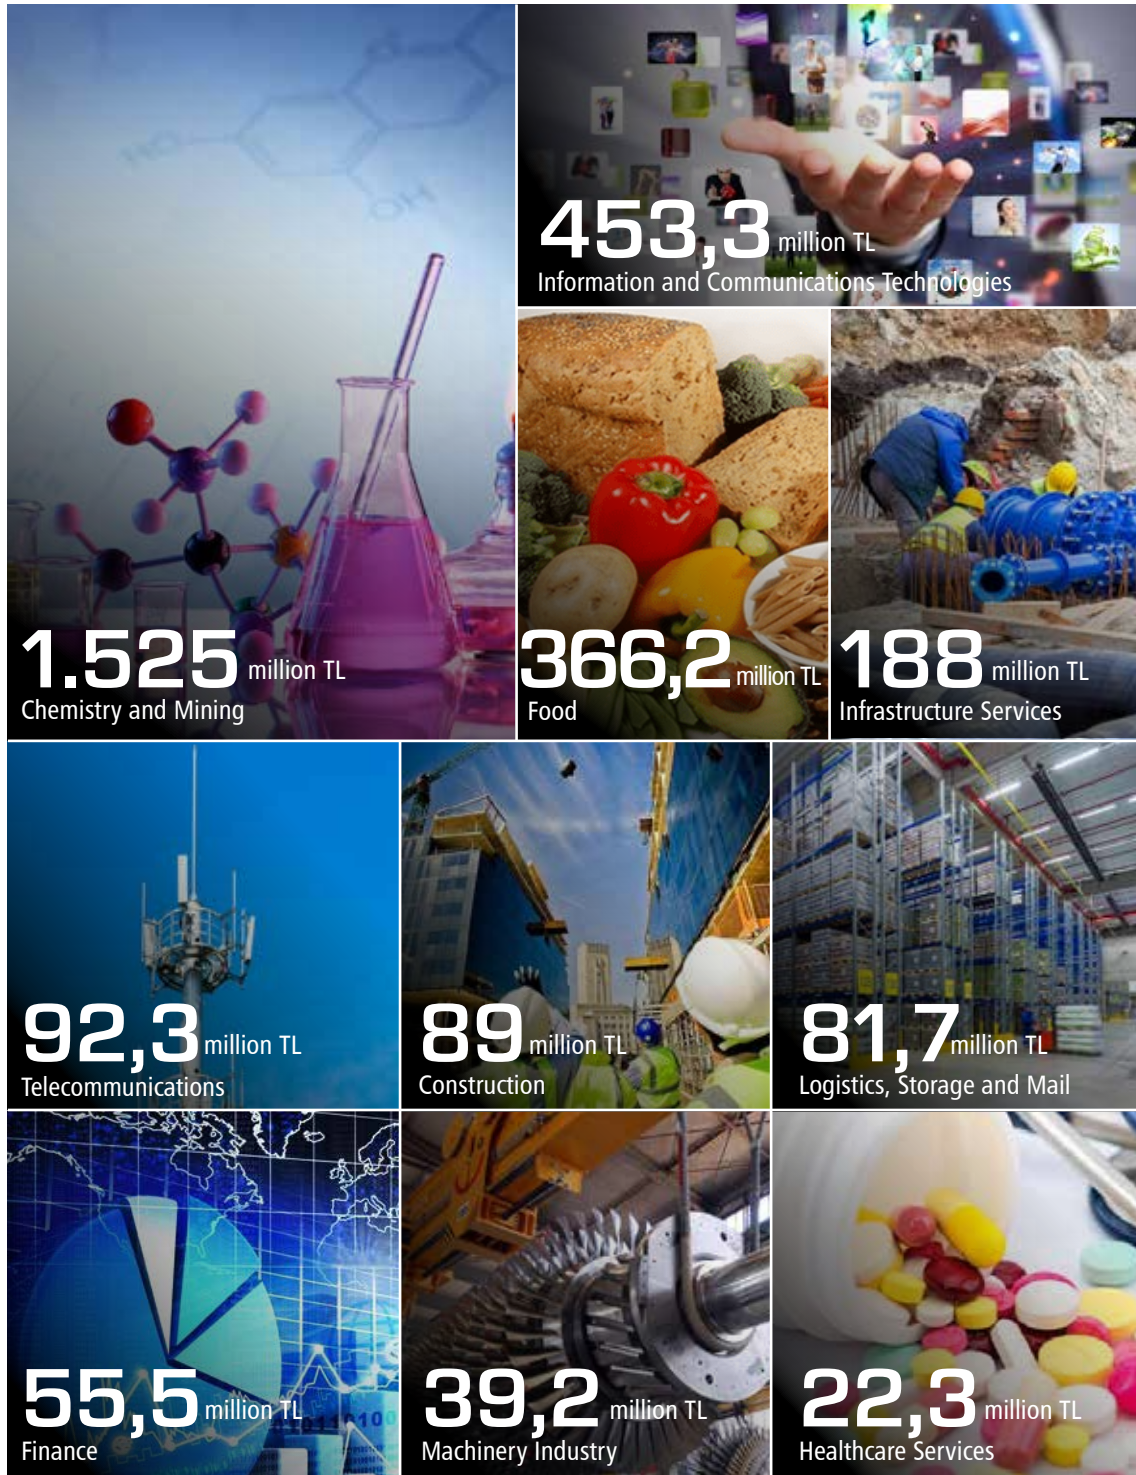 453,3 million TL
Information and Communications Technologies
1.525 million TL
Chemistry and Mining
366,2 million TL
Food
188 million TL
Infrastructure Services
92,3 million TL
Telecommunications
89 million TL
Construction
81,7 million TL
Logistics, Storage and Mail
55,5 million TL
Finance
39,2 million TL
Machinery Industry
22,3 million TL
Healthcare Services